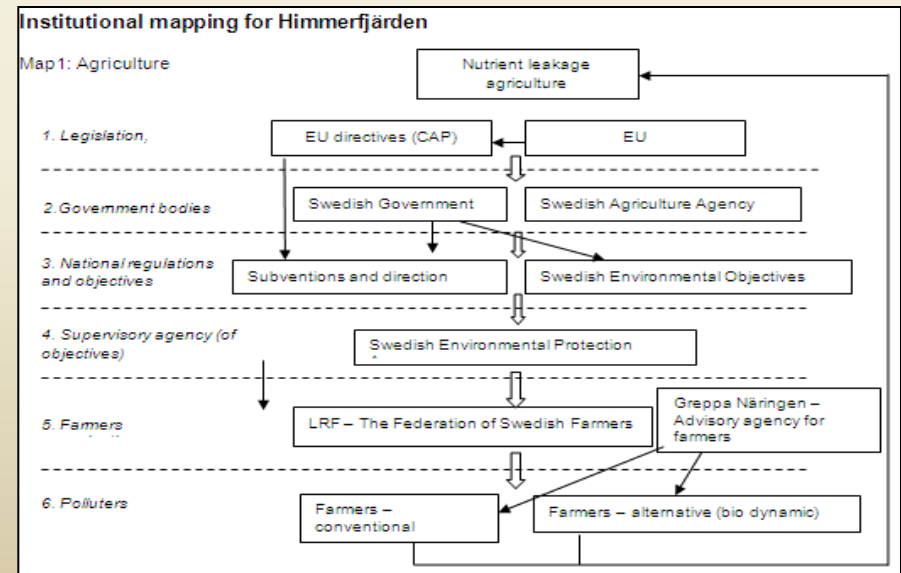 Institutional mapping for Himmerfjärden
Map1: Agriculture
Nutrient leakage
agriculture
1. Legislation,
EU directives (CAP)
EU
2.Government bodies
Swedish Government
Swedish Agriculture Agency
3. National regulations
and objectives
Subventions and direction
Swedish Environmental Objectives
4. Supervisory agency (of
objectives)
Swedish Environmental Protection
5. Farmers
LRF – The Federation of Swedish Farmers
Greppa Näringen –
Advisory agency for
farmers
6. Polluters
Farmers –
conventional
Farmers – alternative (bio dynamic)